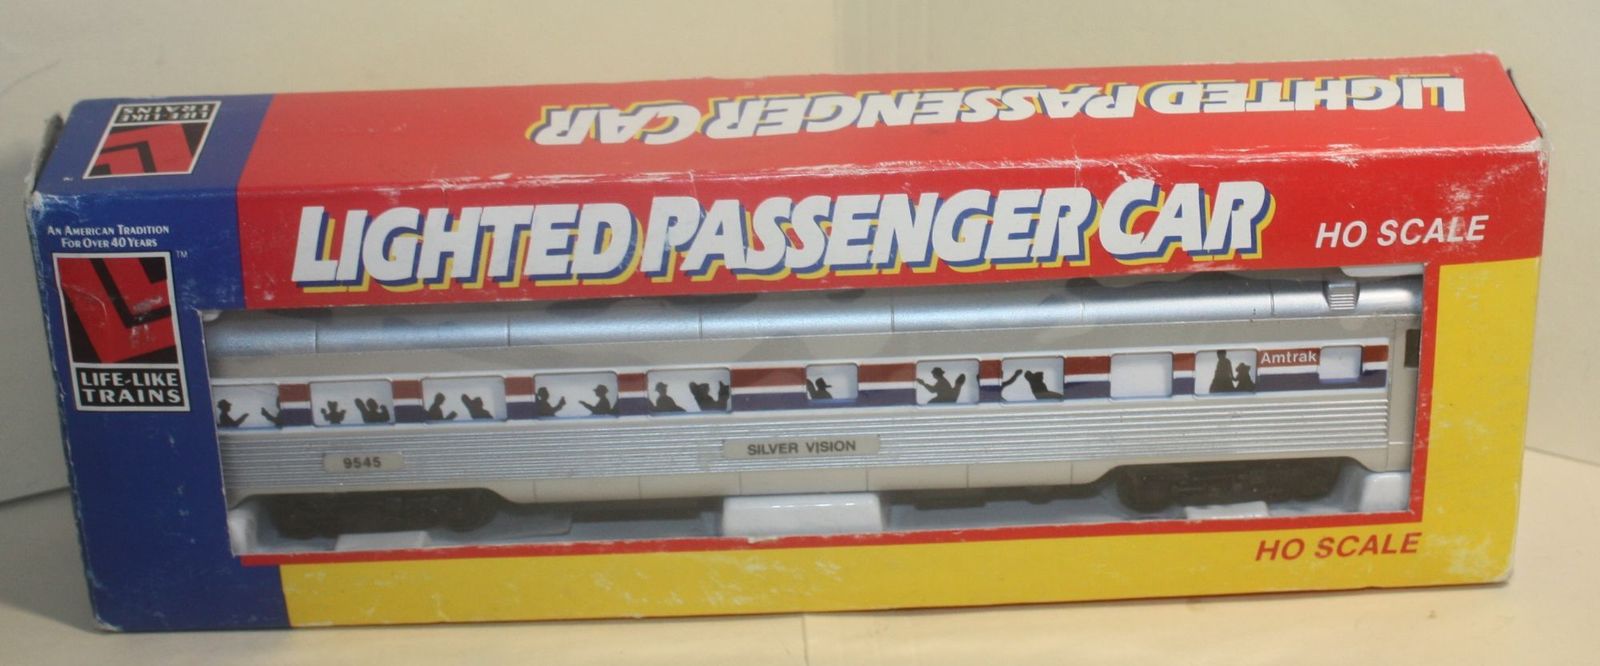 LIFE-LIKE
TRAINS
LIGHTED PASSENGER CAR
AN AMERICAN TRADITION
FOR OVER 40 YEARS
TM
LIFE-LIKE
TRAINS
LIGHTED PASSENGER CAR
HO SCALE
Amtrak
9545
SILVER VISION
HO SCALE